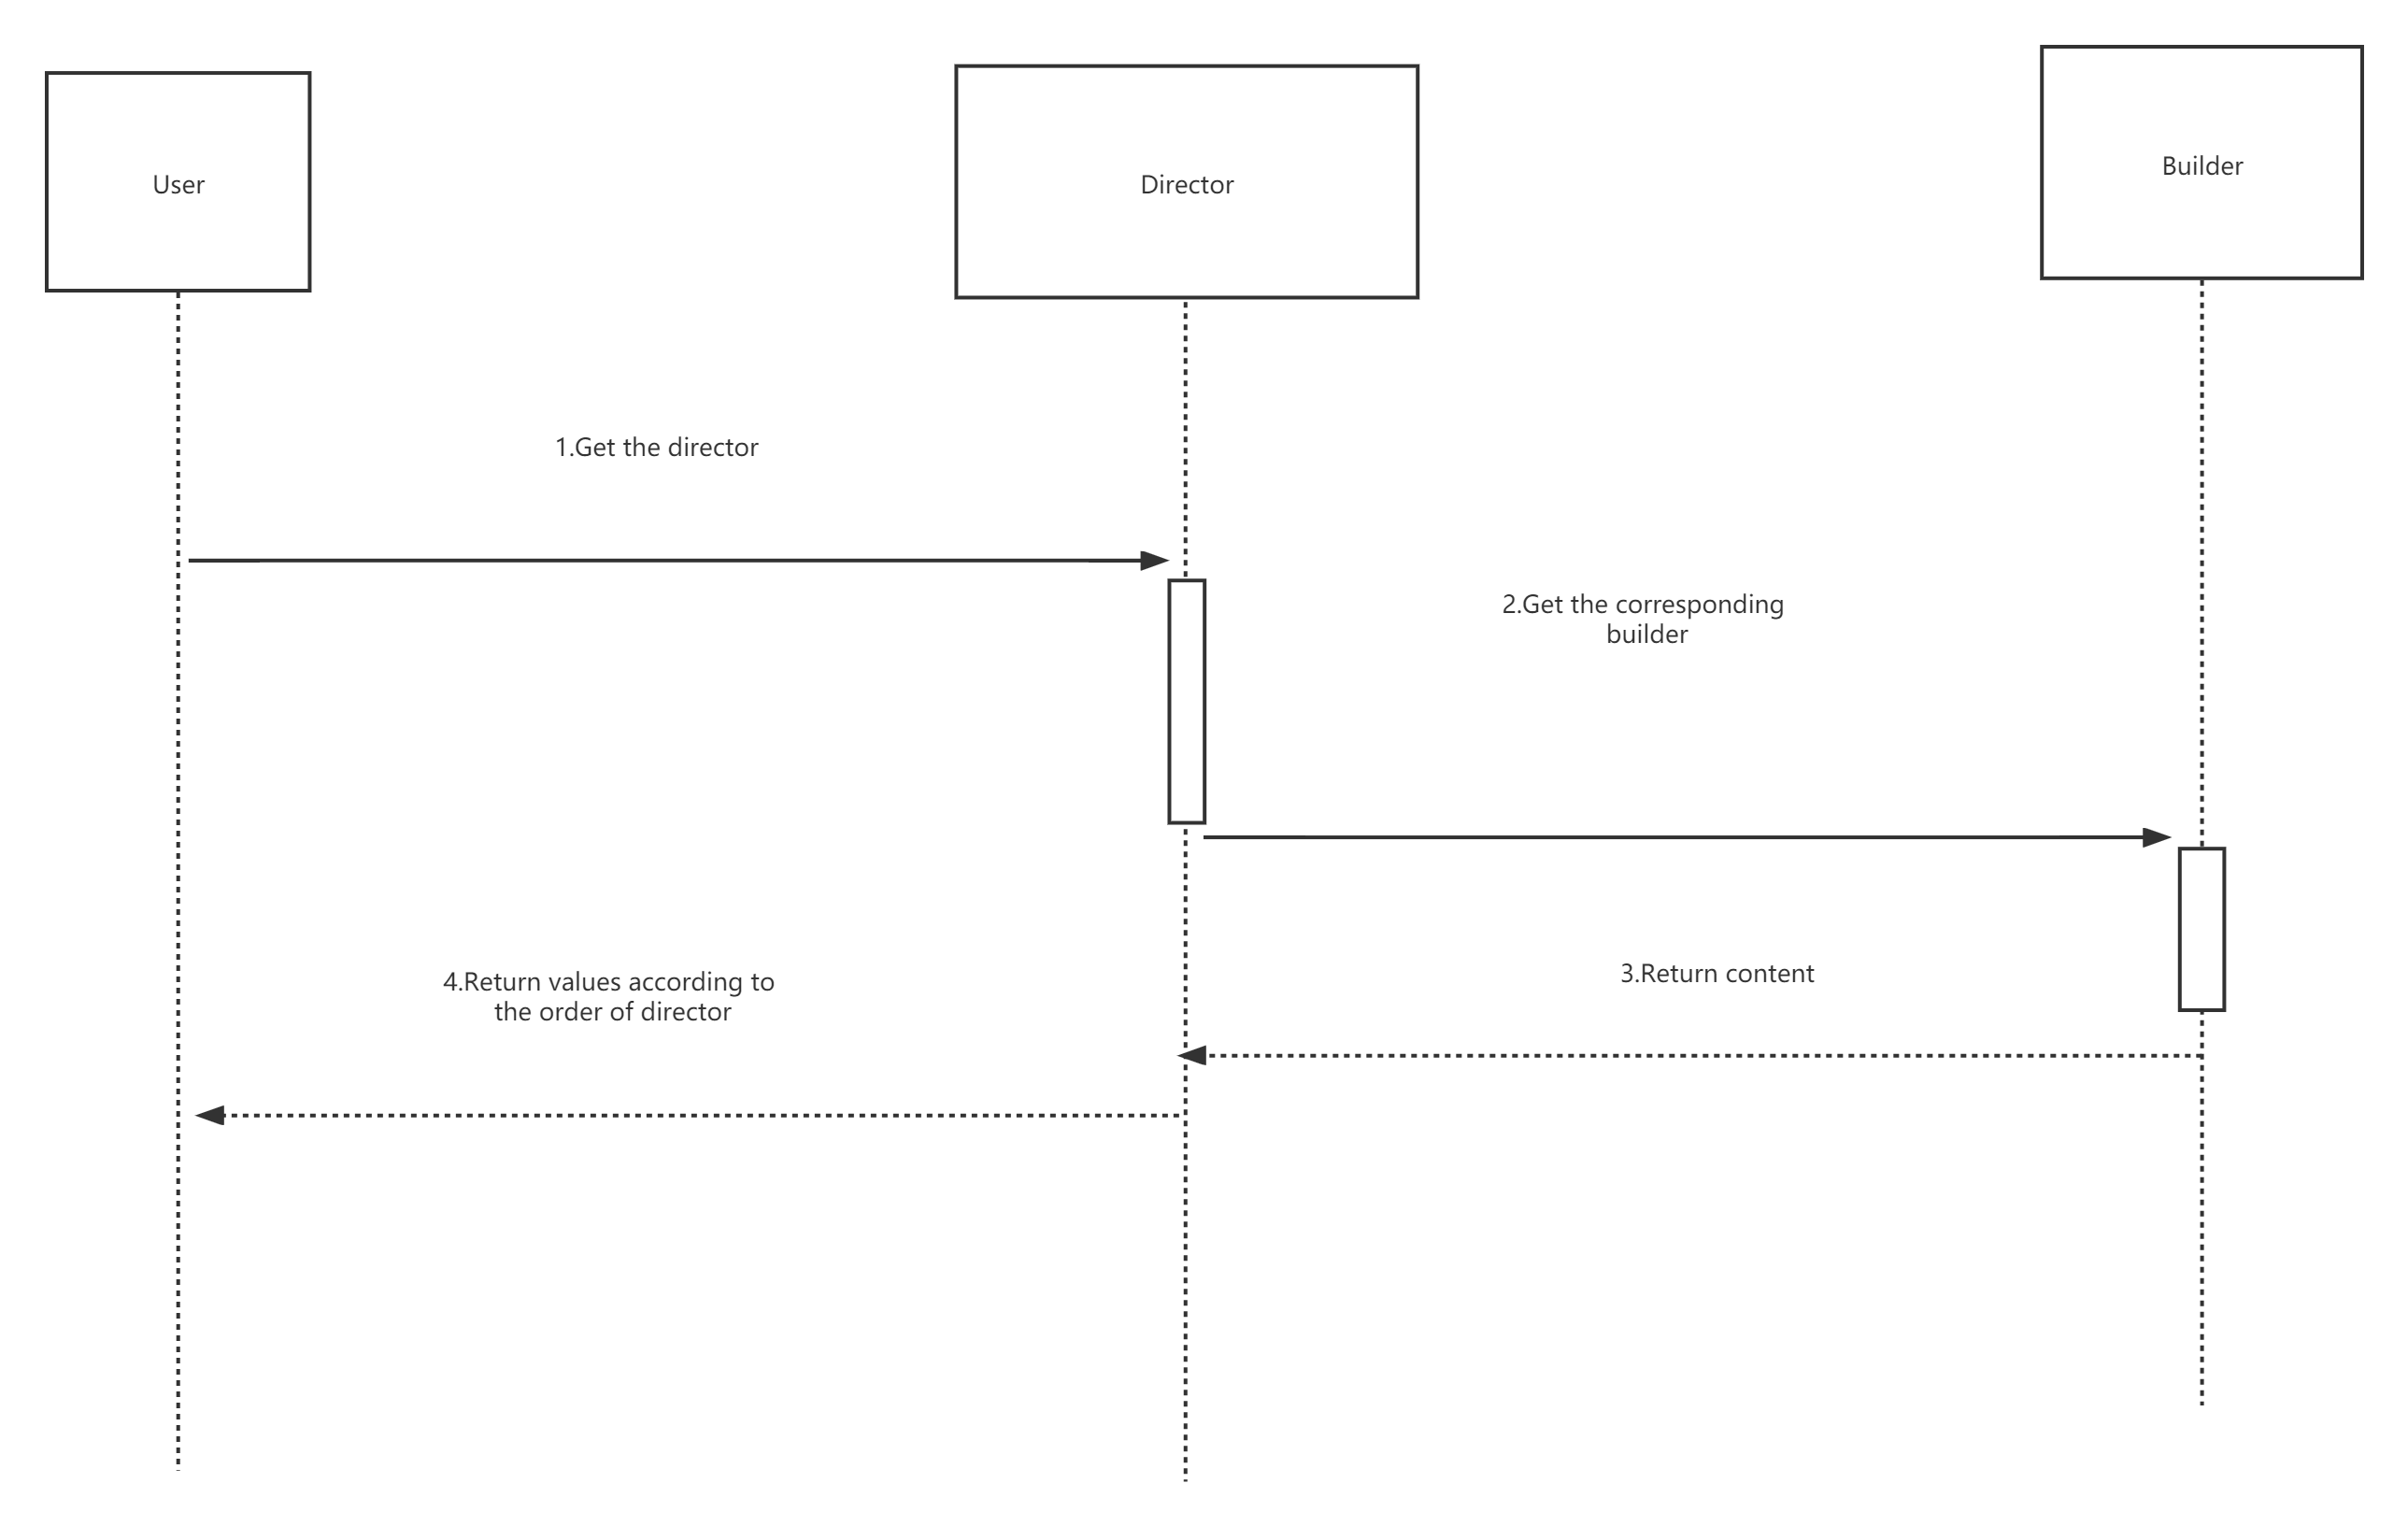 User
Director
Builder
1.Get the director
2.Get the corresponding
builder
3.Return content
4.Return values according to
the order of director